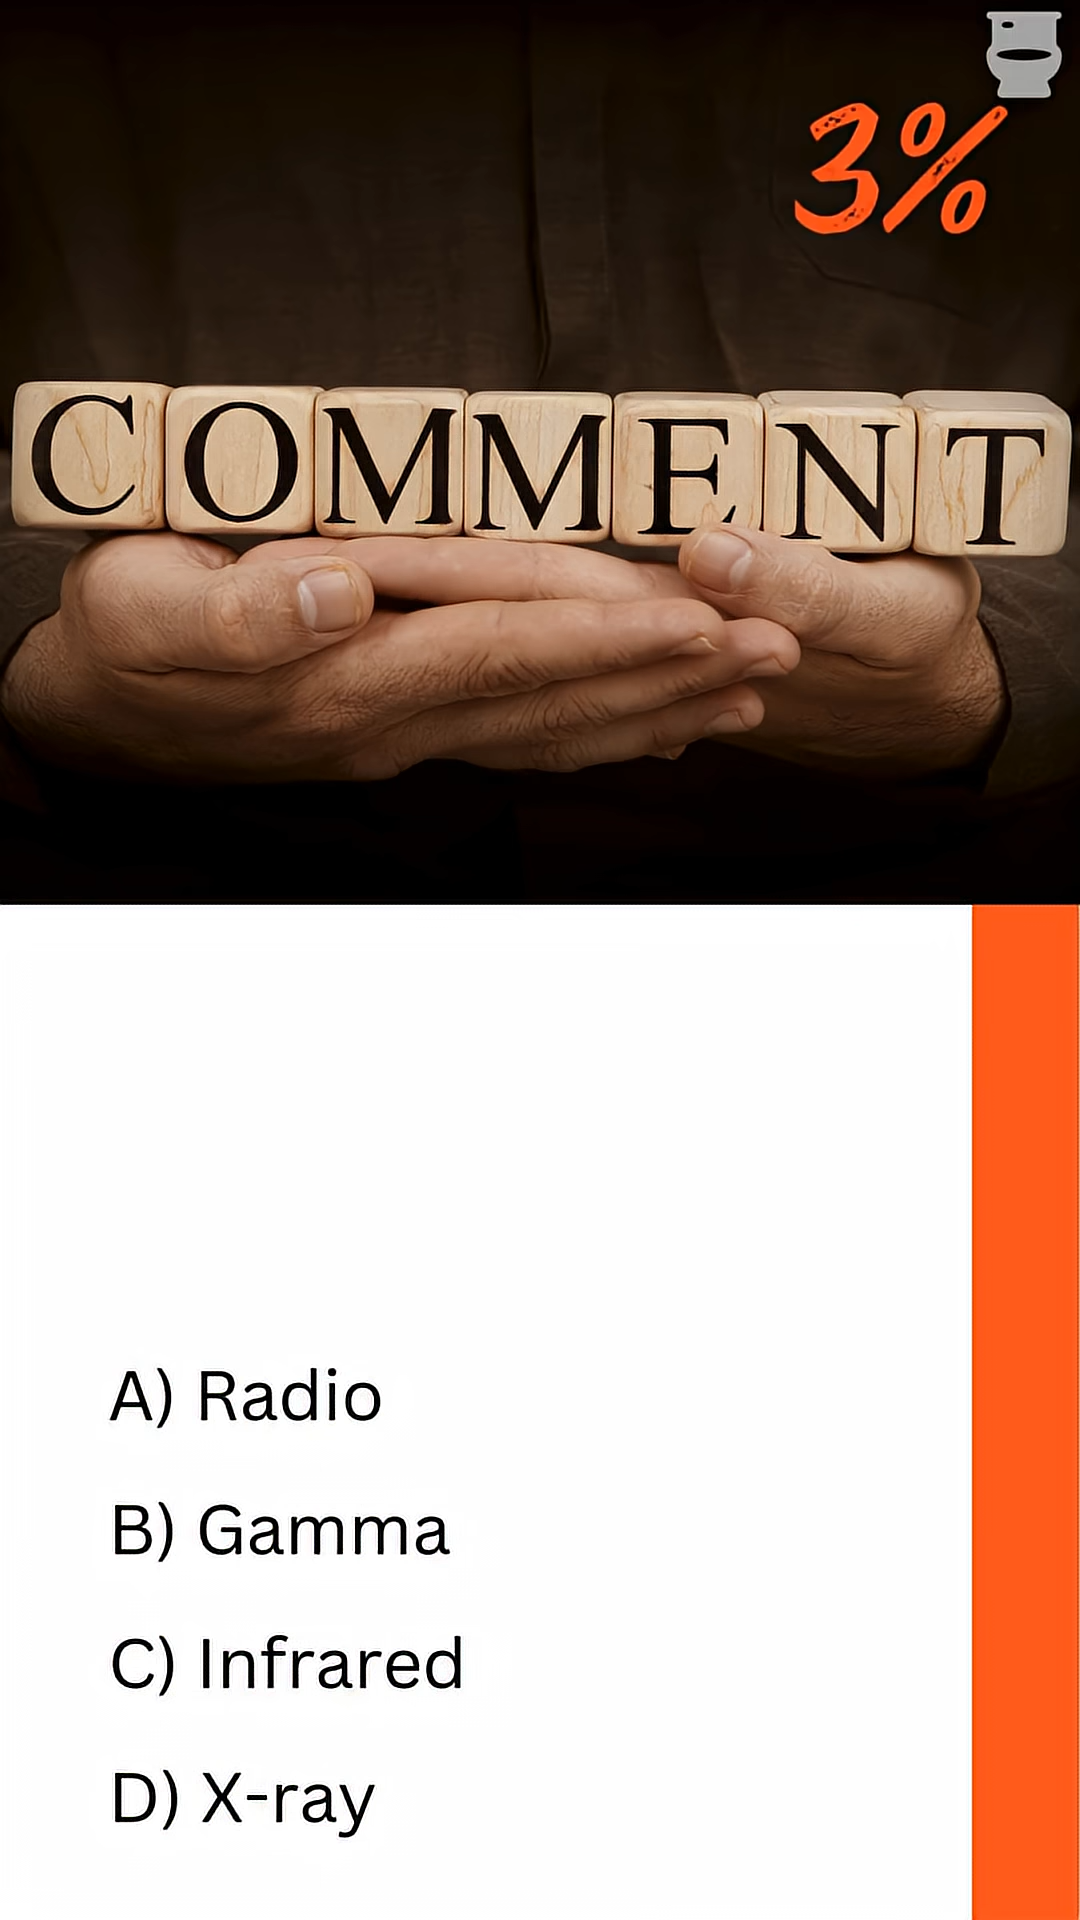 3%
COMMENT
A) Radio
B) Gamma
C) Infrared
D) X-ray